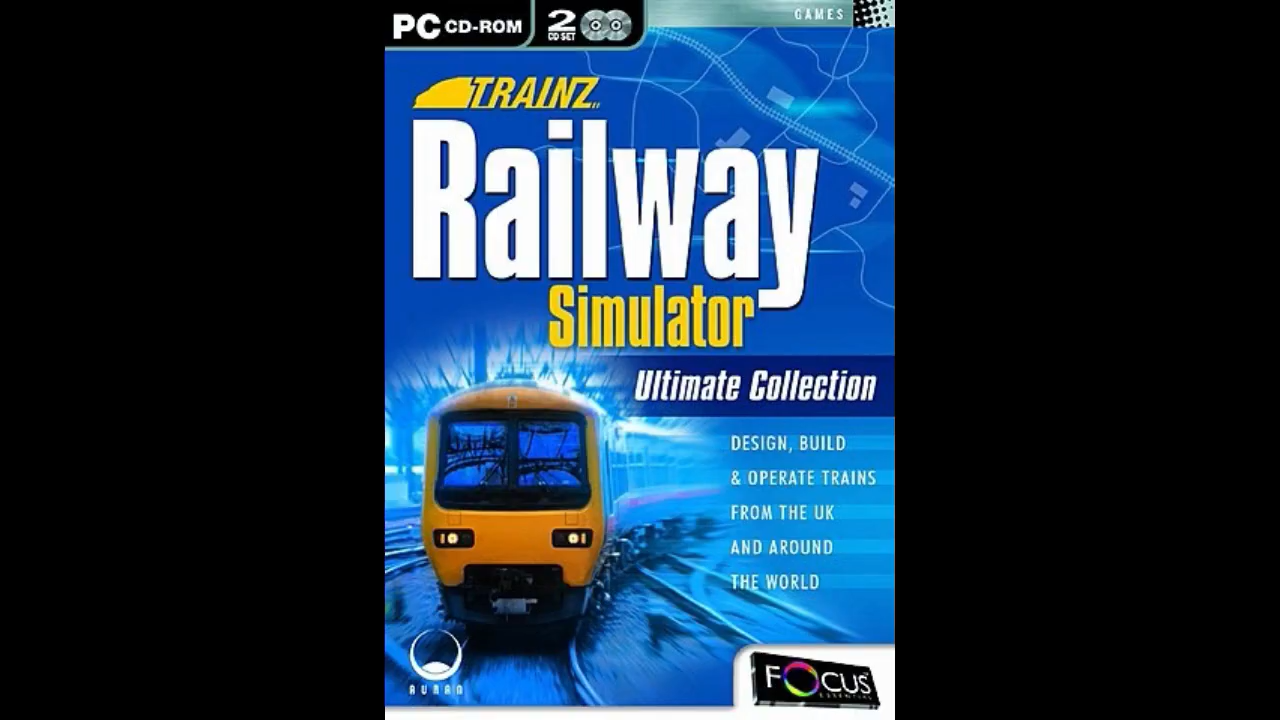 PC CD-ROM
2
CD SET
GAMES
TRAINZ
Railway
Simulator
Ultimate Collection
DESIGN, BUILD
& OPERATE TRAINS
FROM THE UK
AND AROUND
THE WORLD
AURAN
FOCUS
ESSENTIAL